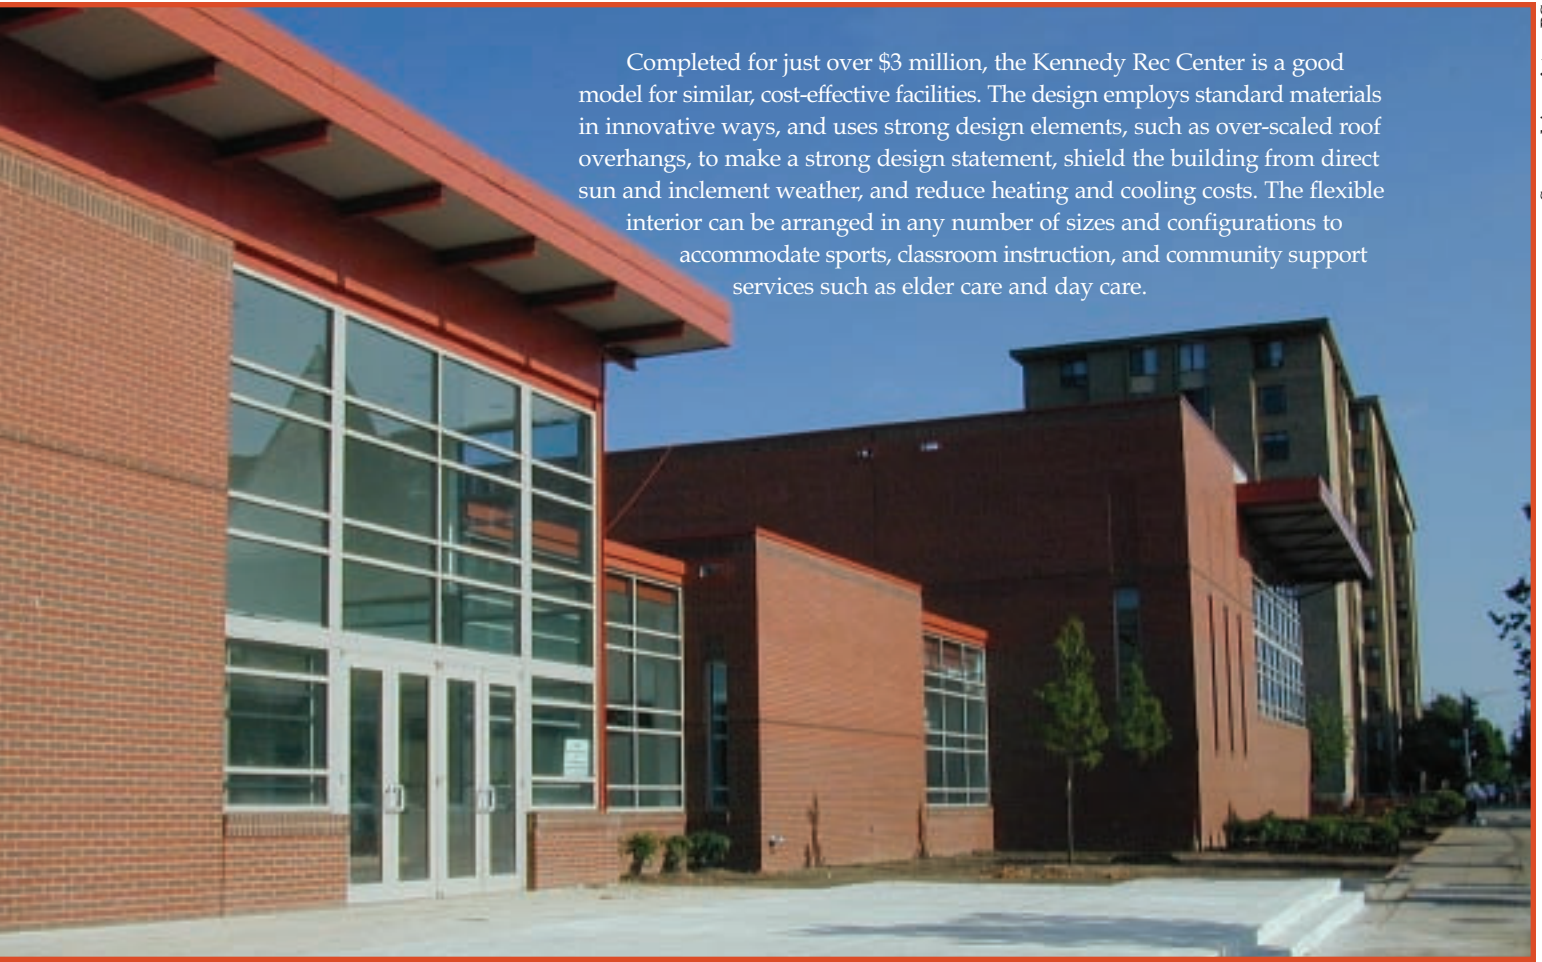 Completed for just over $3 million, the Kennedy Rec Center is a good
model for similar, cost-effective facilities. The design employs standard materials
in innovative ways, and uses strong design elements, such as over-scaled roof
overhangs, to make a strong design statement, shield the building from direct
sun and inclement weather, and reduce heating and cooling costs. The flexible
interior can be arranged in any number of sizes and configurations to
accommodate sports, classroom instruction, and community support
services such as elder care and day care.